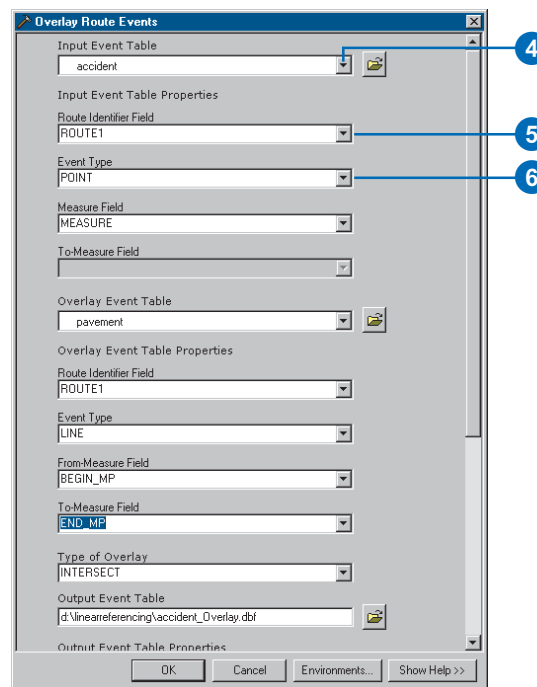 Overlay Route Events
Input Event Table
accident
4
Input Event Table Properties
Route Identifier Field
ROUTE1
5
Event Type
POINT
6
Measure Field
MEASURE
To-Measure Field
Overlay Event Table
pavement
Overlay Event Table Properties
Route Identifier Field
ROUTE1
Event Type
LINE
From-Measure Field
BEGIN_MP
To-Measure Field
END_MP
Type of Overlay
INTERSECT
Output Event Table
d:\linearreferencing\accident_Overlay.dbf
Output Event Table Properties
OK Cancel Environments... Show Help >>